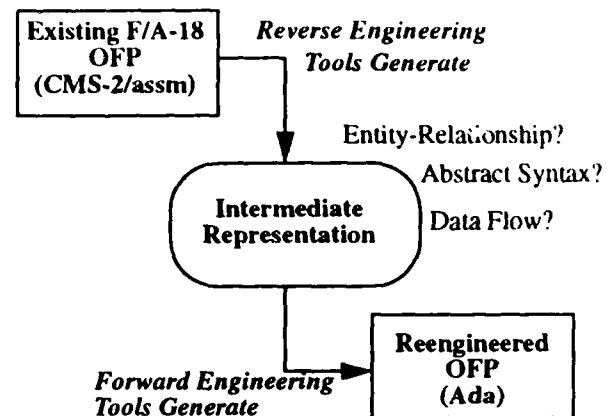 Existing F/A-18
OFP
(CMS-2/assm)
Reverse Engineering
Tools Generate
Entity-Relationship?
Abstract Syntax?
Data Flow?
Intermediate
Representation
Reengineered
OFP
(Ada)
Forward Engineering
Tools Generate